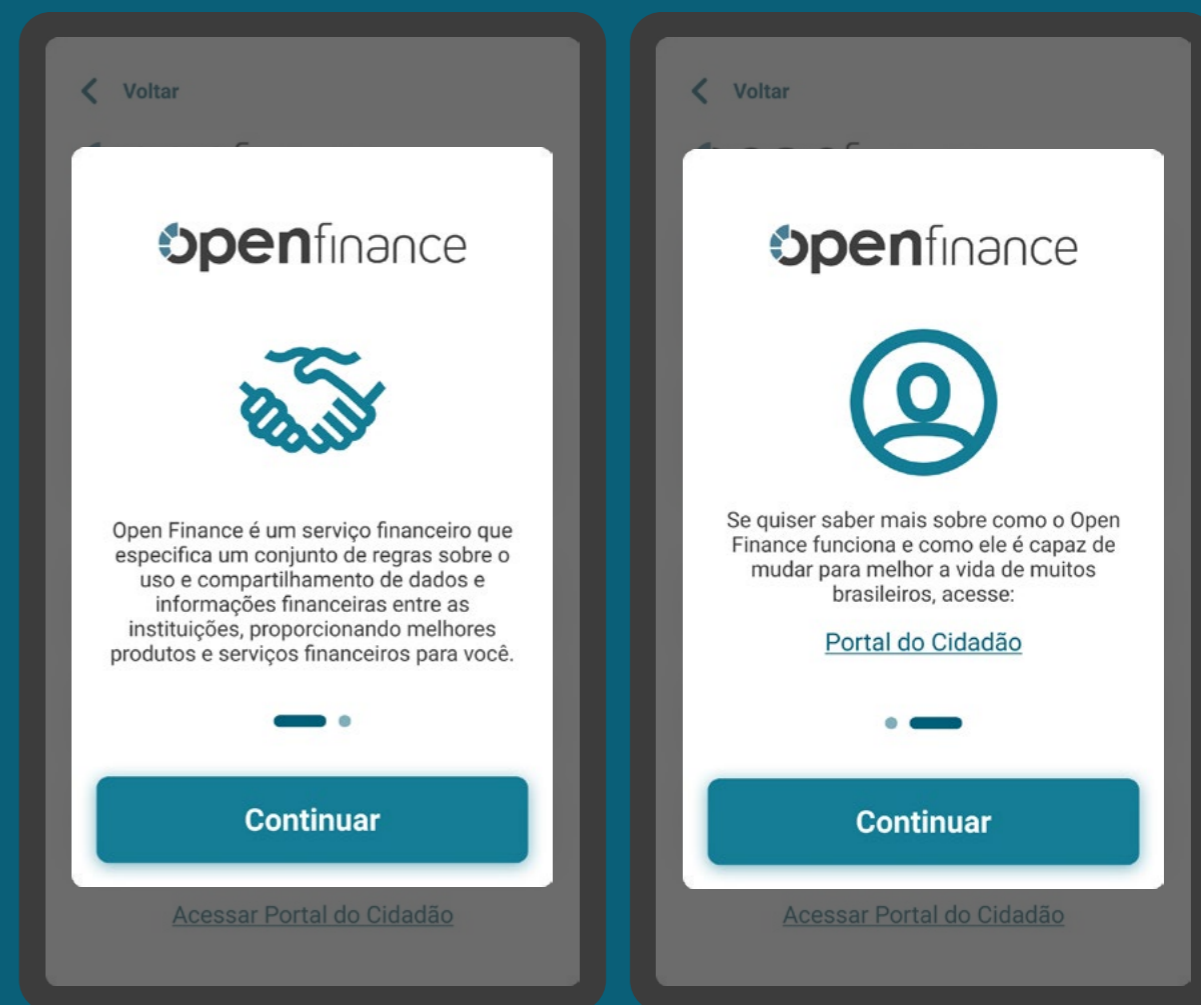 Voltar
openfinance
Open Finance é um serviço financeiro que
especifica um conjunto de regras sobre o
uso e compartilhamento de dados e
informações financeiras entre as
instituições, proporcionando melhores
produtos e serviços financeiros para você.
Continuar
Acessar Portal do Cidadão
Voltar
openfinance
Se quiser saber mais sobre como o Open
Finance funciona e como ele é capaz de
mudar para melhor a vida de muitos
brasileiros, acesse:
Portal do Cidadão
Continuar
Acessar Portal do Cidadão